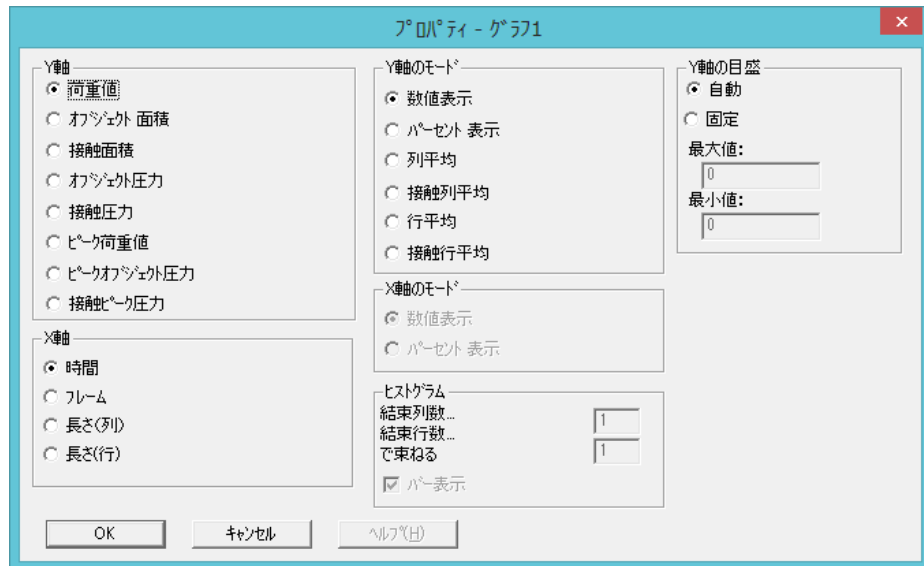 ﾌﾟﾛﾊﾟﾃｨ - ｸﾞﾗﾌ1
Y軸
荷重値
ｵﾌﾞｼﾞｪｸﾄ 面積
接触面積
ｵﾌﾞｼﾞｪｸﾄ圧力
接触圧力
ﾋﾟｰｸ荷重値
ﾋﾟｰｸｵﾌﾞｼﾞｪｸﾄ圧力
接触ﾋﾟｰｸ圧力
X軸
時間
ﾌﾚｰﾑ
長さ(列)
長さ(行)
Y軸のﾓｰﾄﾞ
数値表示
ﾊﾟｰｾﾝﾄ 表示
列平均
接触列平均
行平均
接触行平均
X軸のﾓｰﾄﾞ
数値表示
ﾊﾟｰｾﾝﾄ 表示
ﾋｽﾄｸﾞﾗﾑ
結束列数... 1
結束行数...
で束ねる 1
バー表示
Y軸の目盛
自動
固定
最大値:
0
最小値:
0
OK
ｷｬﾝｾﾙ
ﾍﾙﾌﾟ(H)